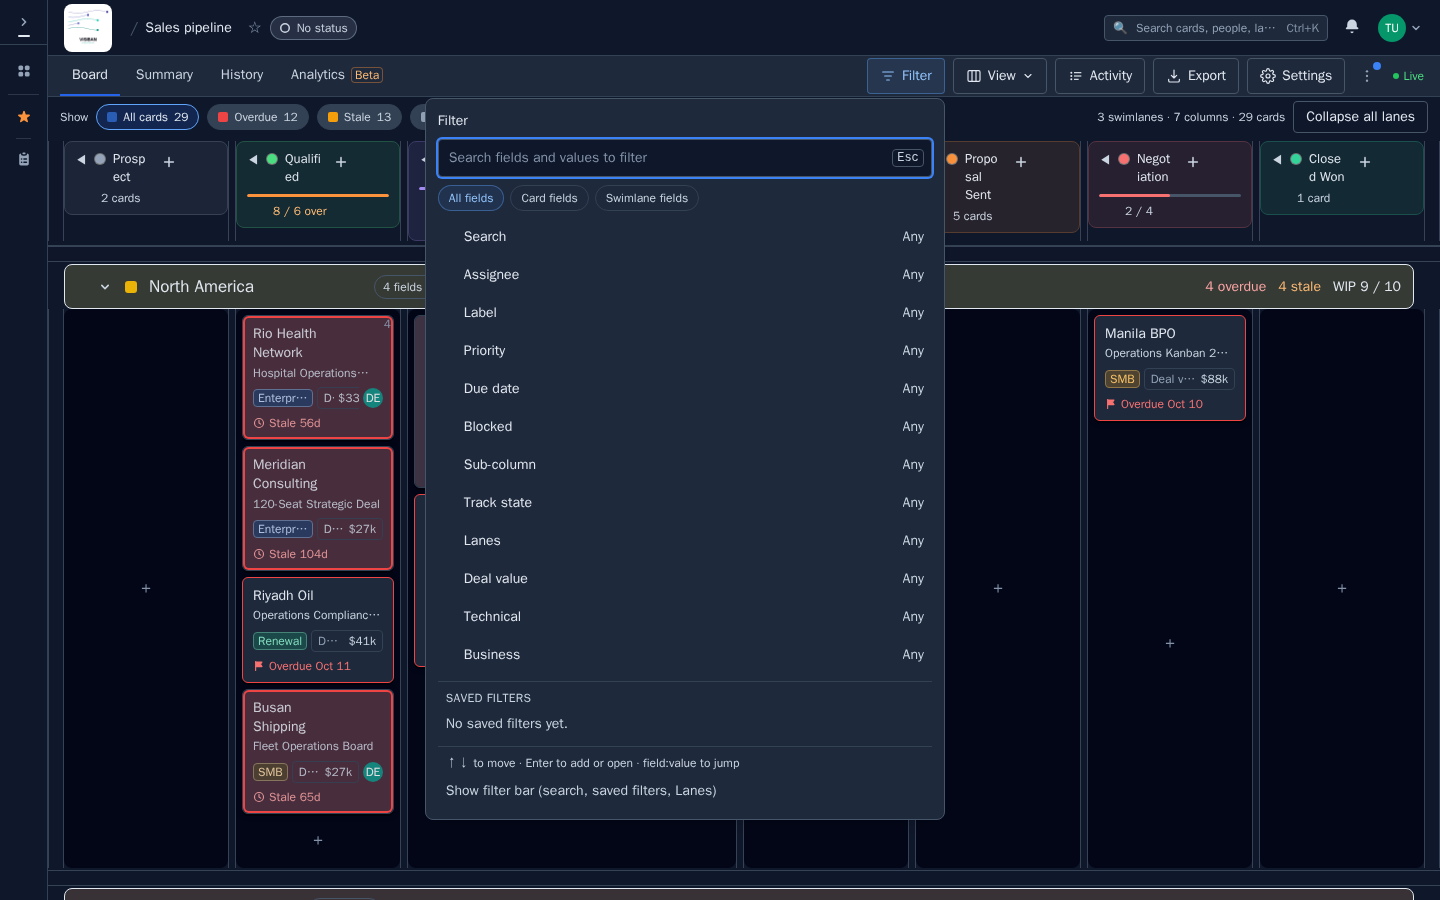 / Sales pipeline
No status
Search cards, people, la··· Ctrl+K
TU
Board
Summary
History
Analytics Beta
Filter
View
Activity
Export
Settings
Live
Show
All cards 29
Overdue 12
Stale 13
3 swimlanes · 7 columns · 29 cards
Collapse all lanes
Prosp
ect
2 cards
Qualifi
ed
8 / 6 over
Propo
sal
Sent
5 cards
Negot
iation
2 / 4
Close
d Won
1 card
North America
4 fields
4 overdue
4 stale
WIP 9 / 10
4
Rio Health
Network
Hospital Operations···
Enterpr··· D· $33 DE
Stale 56d
Meridian
Consulting
120-Seat Strategic Deal
Enterpr··· D··· $27k
Stale 104d
Riyadh Oil
Operations Complianc···
Renewal D··· $41k
Overdue Oct 11
Busan
Shipping
Fleet Operations Board
SMB D··· $27k DE
Stale 65d
+
Manila BPO
Operations Kanban 2···
SMB Deal v··· $88k
Overdue Oct 10
Filter
Search fields and values to filter
Esc
All fields
Card fields
Swimlane fields
Search Any
Assignee Any
Label Any
Priority Any
Due date Any
Blocked Any
Sub-column Any
Track state Any
Lanes Any
Deal value Any
Technical Any
Business Any
SAVED FILTERS
No saved filters yet.
↑ ↓ to move · Enter to add or open · field:value to jump
Show filter bar (search, saved filters, Lanes)